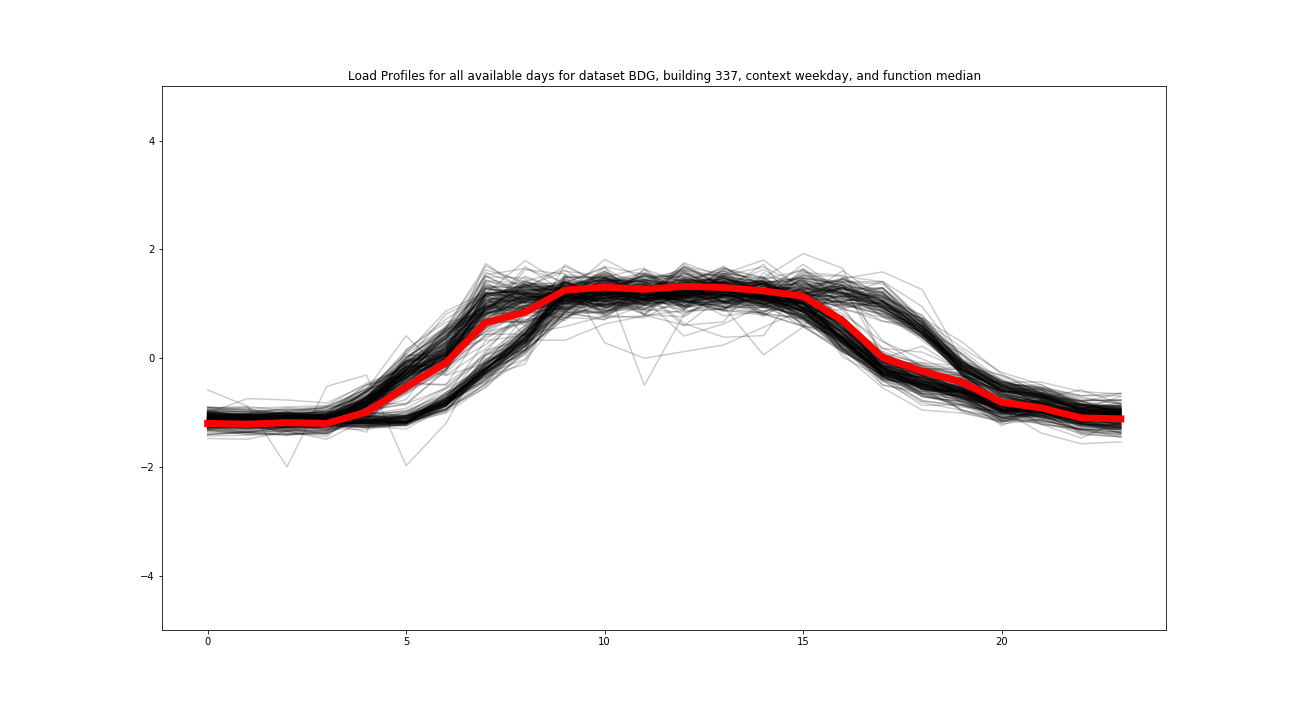 Load Profiles for all available days for dataset BDG, building 337, context weekday, and function median
4
2
0
−2
−4
0 5 10 15 20